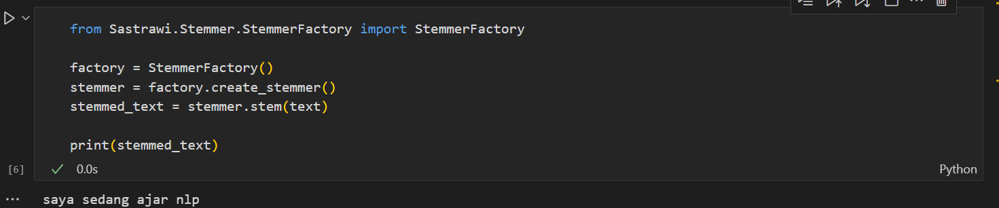 from Sastrawi.Stemmer.StemmerFactory import StemmerFactory
factory = StemmerFactory()
stemmer = factory.create_stemmer()
stemmed_text = stemmer.stem(text)
print(stemmed_text)
[6]
0.0s
Python
saya sedang ajar nlp